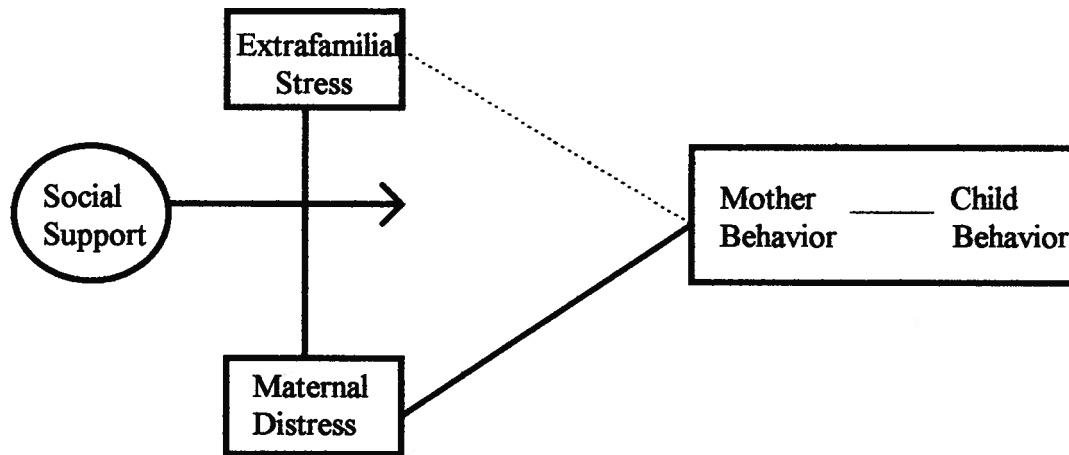 Extrafamilial
Stress
Social
Support
Mother
Behavior
Child
Behavior
Maternal
Distress